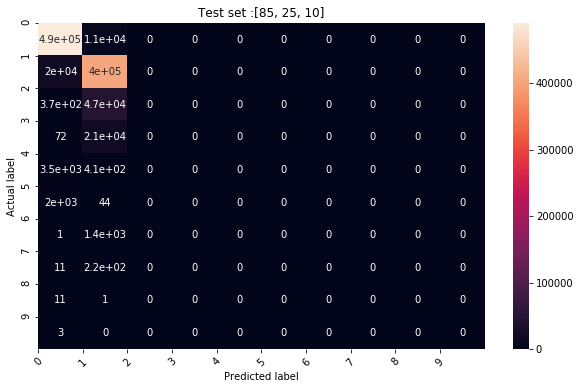 Test set :[85, 25, 10]
0
4.9e+05 1.1e+04 0 0 0 0 0 0 0 0
1
2e+04 4e+05 0 0 0 0 0 0 0 0
2
3.7e+02 4.7e+04 0 0 0 0 0 0 0 0
3
72 2.1e+04 0 0 0 0 0 0 0 0
4
3.5e+03 4.1e+02 0 0 0 0 0 0 0 0
5
2e+03 44 0 0 0 0 0 0 0 0
6
1 1.4e+03 0 0 0 0 0 0 0 0
7
11 2.2e+02 0 0 0 0 0 0 0 0
8
11 1 0 0 0 0 0 0 0 0
9
3 0 0 0 0 0 0 0 0 0
Actual label
0 1 2 3 4 5 6 7 8 9
Predicted label
400000
300000
200000
100000
0